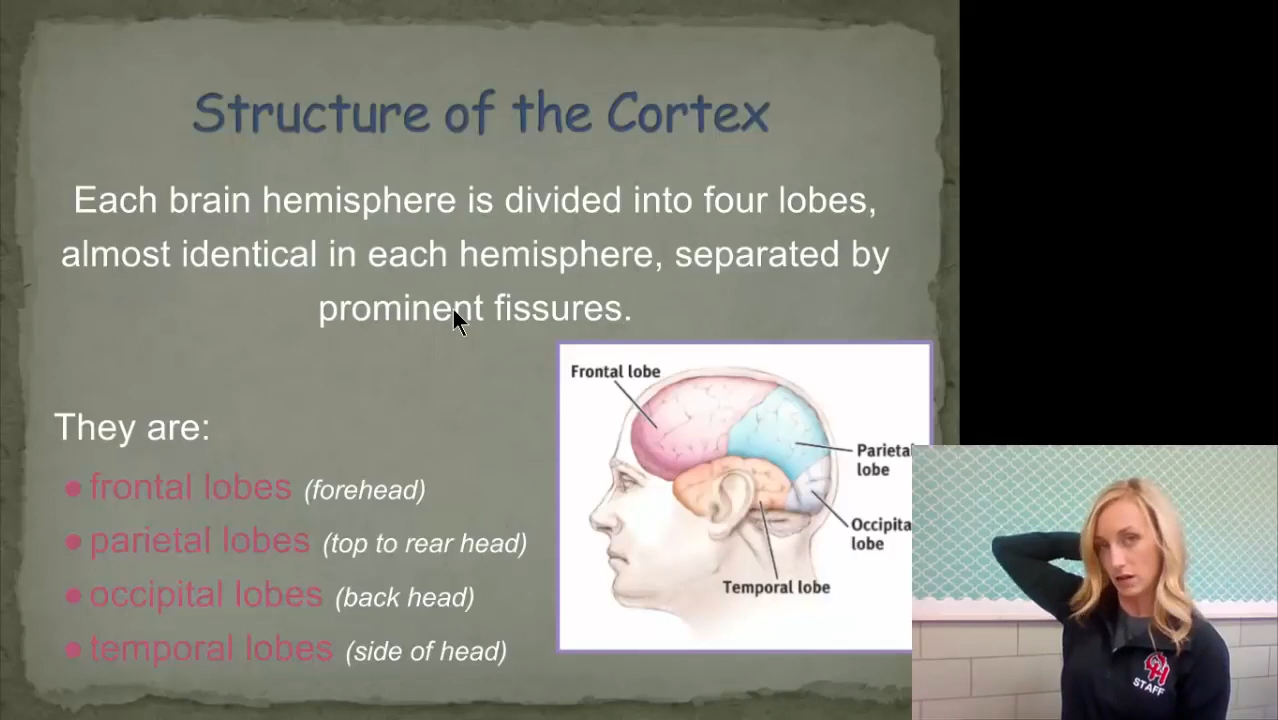 Structure of the Cortex
Each brain hemisphere is divided into four lobes,
almost identical in each hemisphere, separated by
prominent fissures.
They are:
● frontal lobes (forehead)
● parietal lobes (top to rear head)
● occipital lobes (back head)
● temporal lobes (side of head)
Frontal lobe
Parieta
lobe
Occipita
lobe
Temporal lobe
STAFF